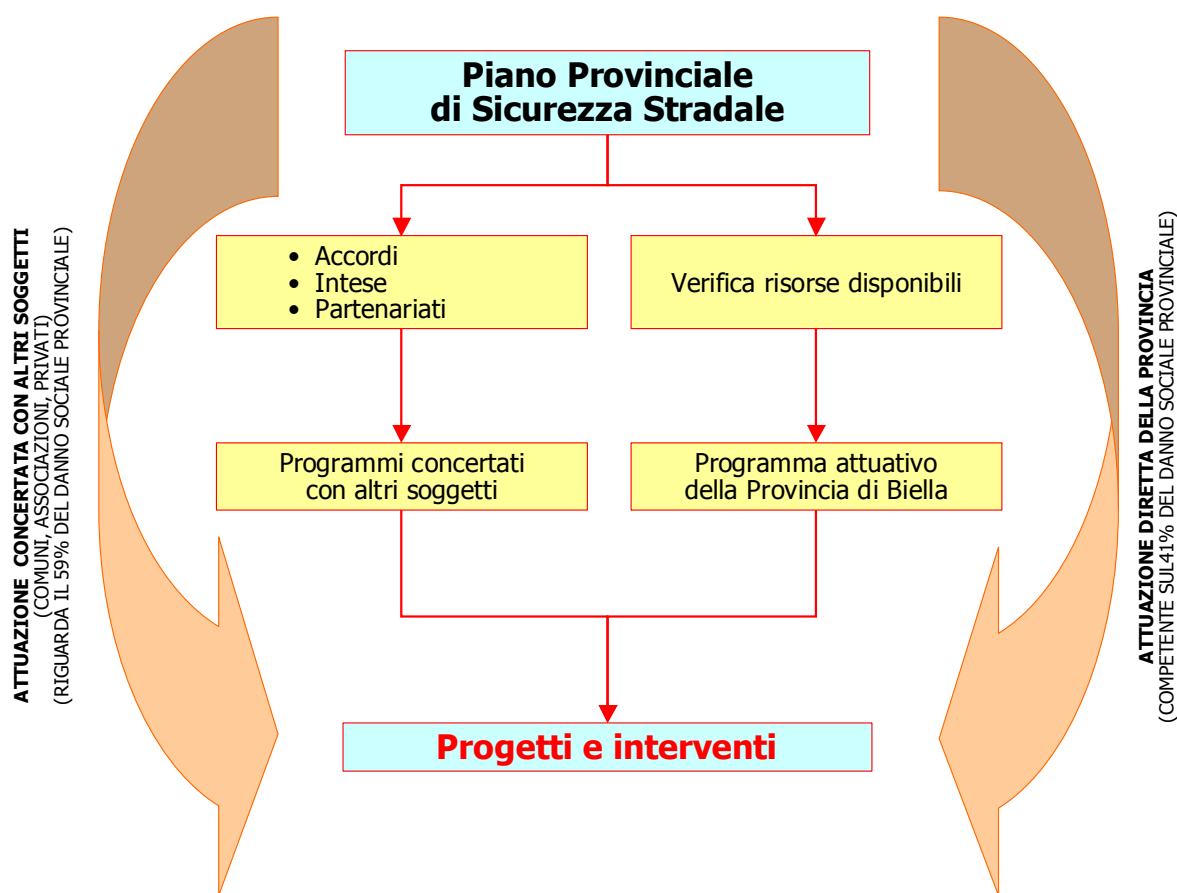 Piano Provinciale
di Sicurezza Stradale
• Accordi
• Intese
• Partenariati
Verifica risorse disponibili
Programmi concertati
con altri soggetti
Programma attuativo
della Provincia di Biella
Progetti e interventi
ATTUAZIONE CONCERTATA CON ALTRI SOGGETTI
(COMUNI, ASSOCIAZIONI, PRIVATI)
(RIGUARDA IL 59% DEL DANNO SOCIALE PROVINCIALE)
ATTUAZIONE DIRETTA DELLA PROVINCIA
(COMPETENTE SUL41% DEL DANNO SOCIALE PROVINCIALE)